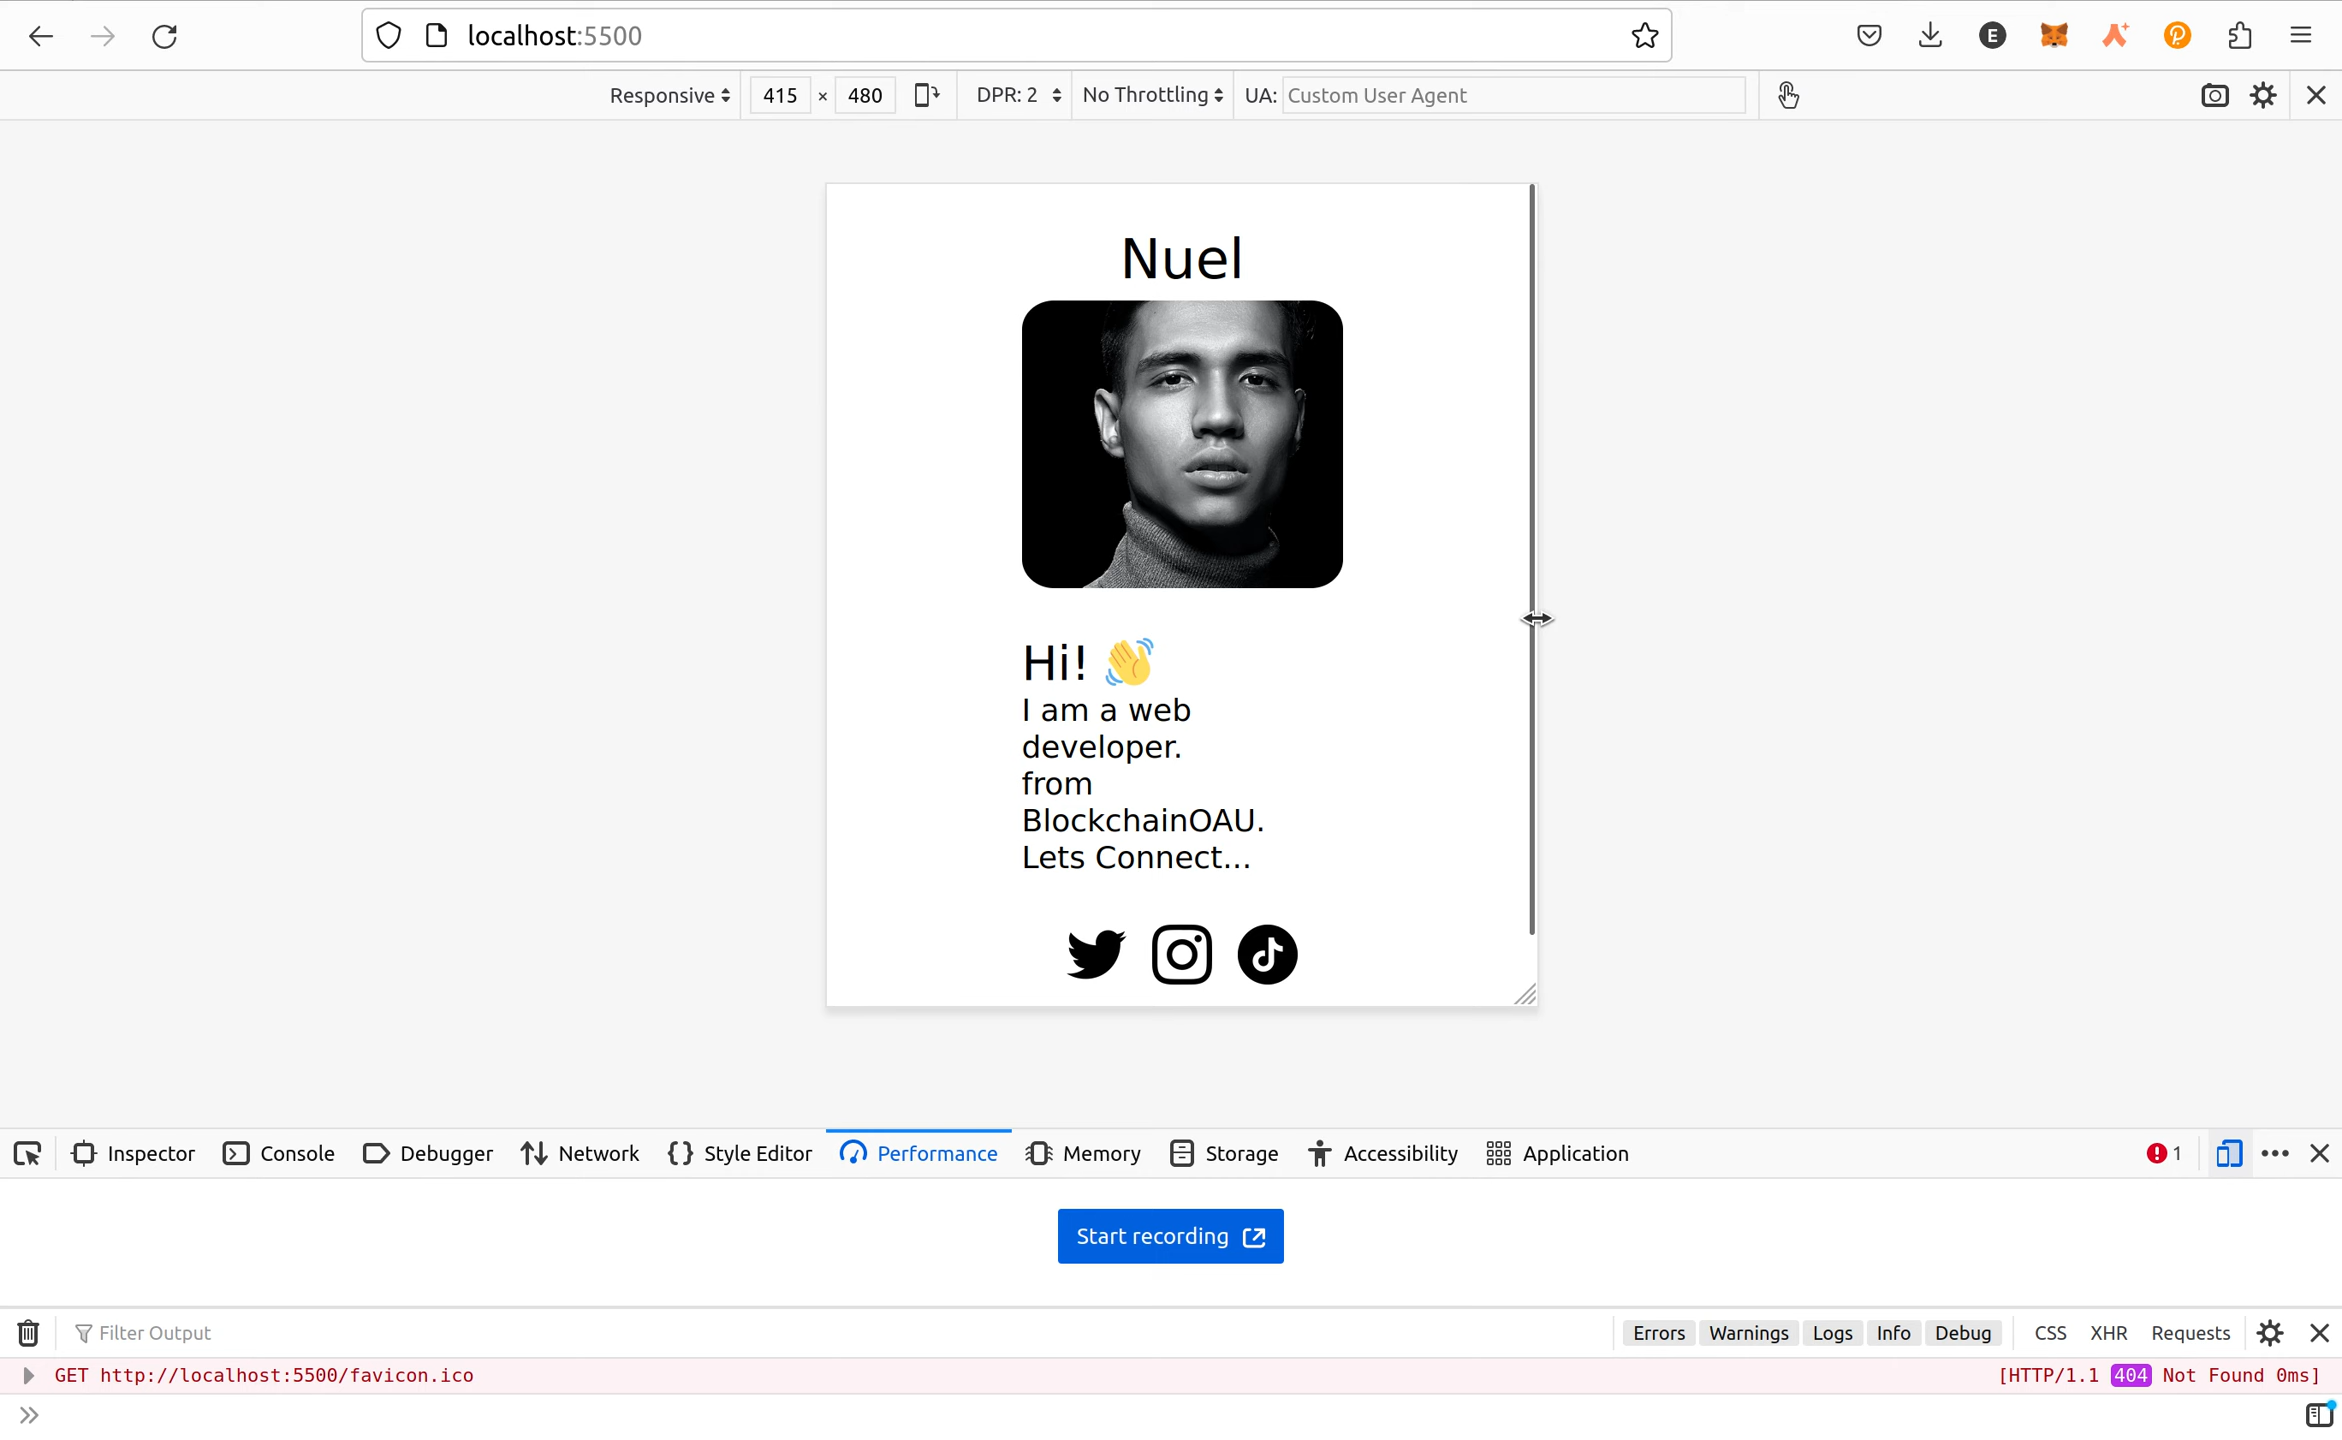 localhost:5500
E
Responsive 415 × 480 DPR: 2 No Throttling UA: Custom User Agent
Nuel
Hi! 👋
I am a web
developer.
from
BlockchainOAU.
Lets Connect...
Inspector Console Debugger Network Style Editor Performance Memory Storage Accessibility Application 1
Start recording
Filter Output Errors Warnings Logs Info Debug CSS XHR Requests
GET http://localhost:5500/favicon.ico [HTTP/1.1 404 Not Found 0ms]